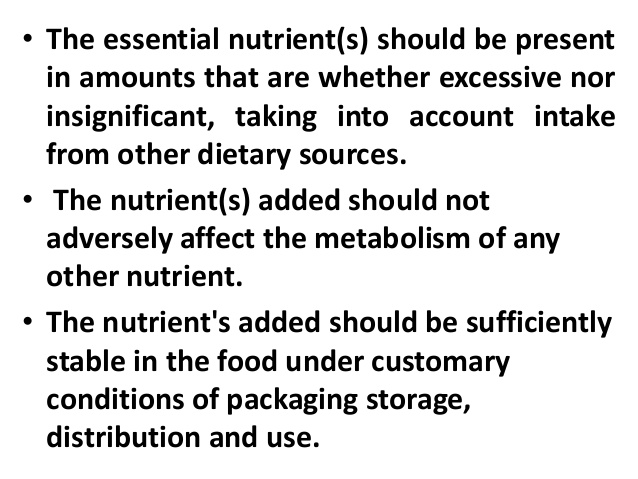 • The essential nutrient(s) should be present
in amounts that are whether excessive nor
insignificant, taking into account intake
from other dietary sources.
• The nutrient(s) added should not
adversely affect the metabolism of any
other nutrient.
• The nutrient's added should be sufficiently
stable in the food under customary
conditions of packaging storage,
distribution and use.